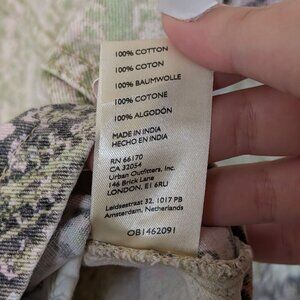 100% COTTON
100% COTON
100% BAUMWOLLE
100% COTONE
100% ALGODÓN
MADE IN INDIA
HECHO EN INDIA
RN 66170
CA 32054
Urban Outfitters, Inc.
146 Brick Lane
LONDON, E1 6RU
Leidsestraat 32, 1017 PB
Amsterdam, Netherlands
OB1462091